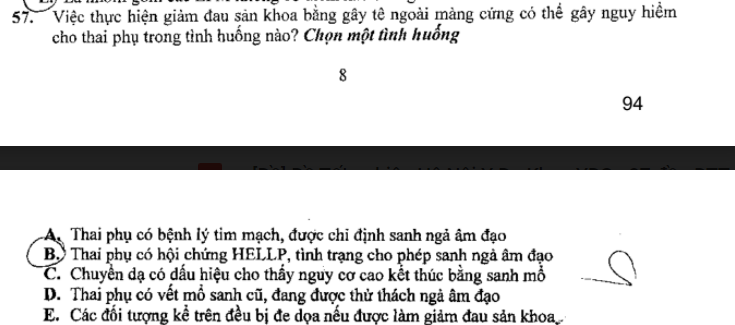 57. Việc thực hiện giảm đau sản khoa bằng gây tê ngoài màng cứng có thể gây nguy hiểm
cho thai phụ trong tình huống nào? Chọn một tình huống
8
94
A. Thai phụ có bệnh lý tim mạch, được chỉ định sanh ngả âm đạo
B. Thai phụ có hội chứng HELLP, tình trạng cho phép sanh ngả âm đạo
C. Chuyển dạ có dấu hiệu cho thấy nguy cơ cao kết thúc bằng sanh mổ
D. Thai phụ có vết mổ sanh cũ, đang được thử thách ngả âm đạo
E. Các đối tượng kể trên đều bị đe dọa nếu được làm giảm đau sản khoa